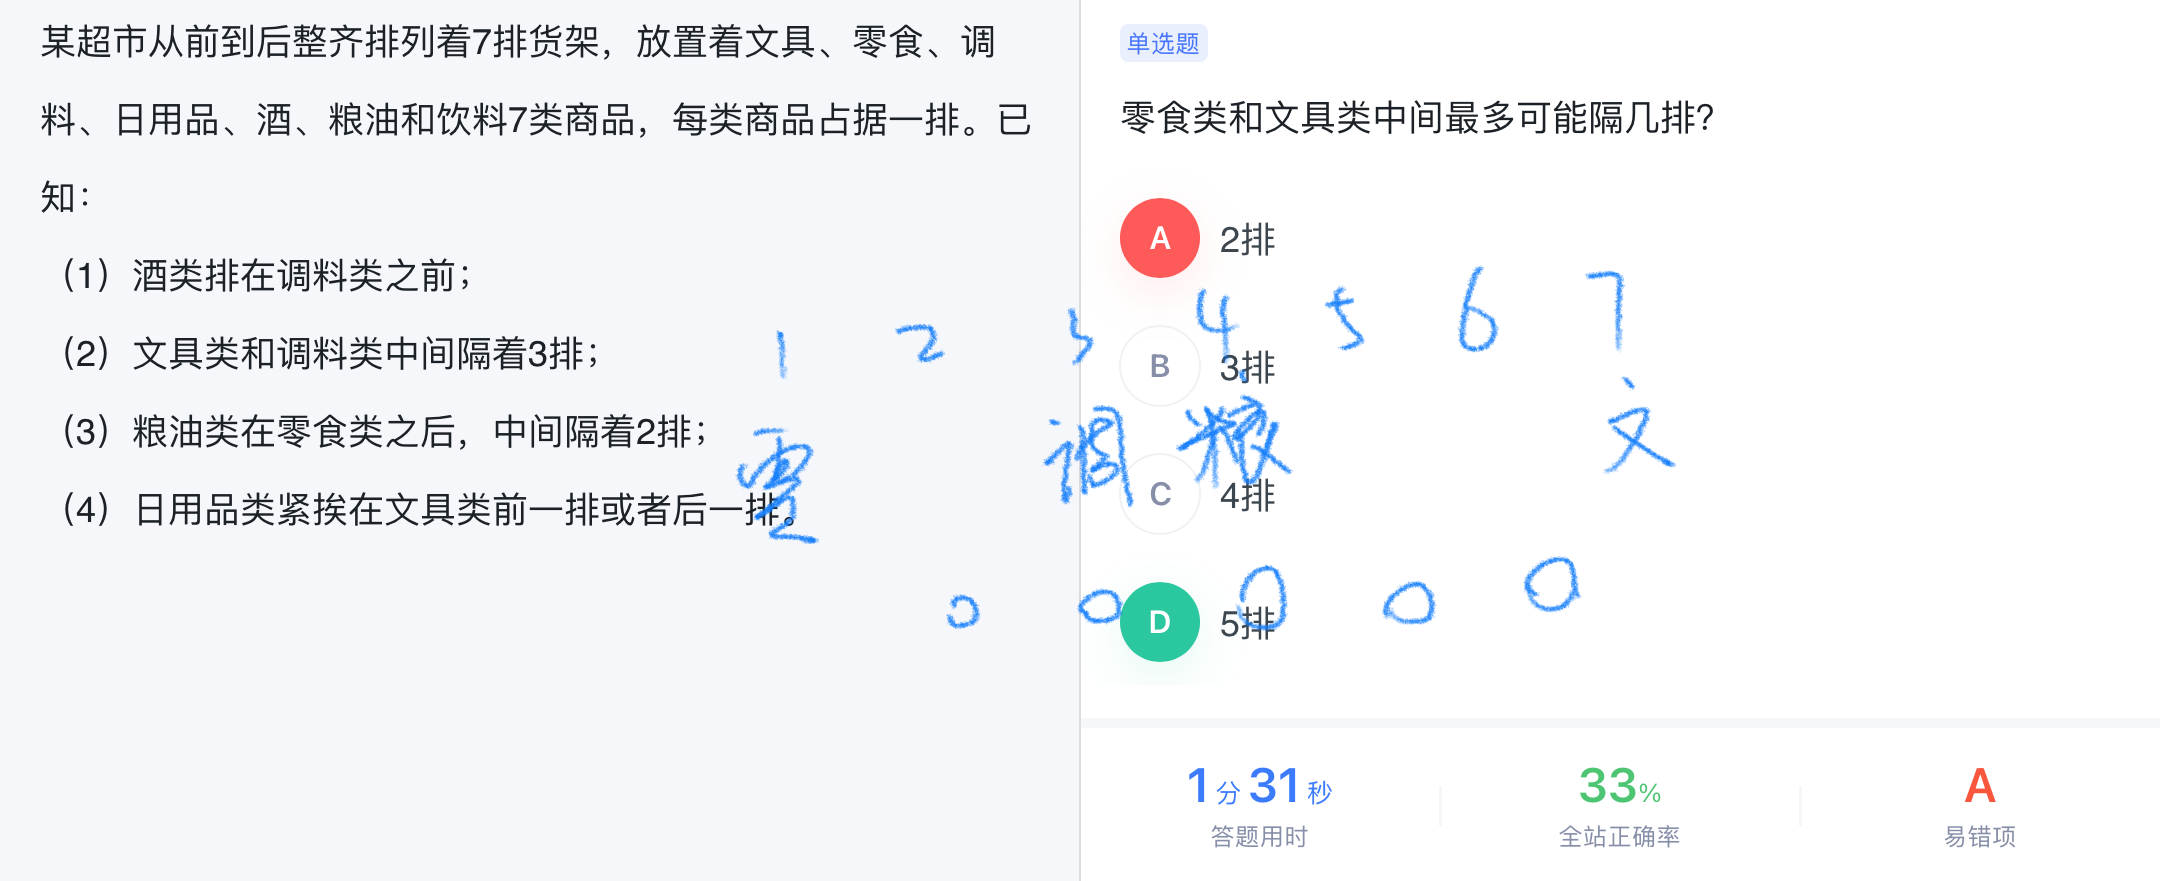 某超市从前到后整齐排列着7排货架，放置着文具、零食、调
料、日用品、酒、粮油和饮料7类商品，每类商品占据一排。已
知：
（1）酒类排在调料类之前；
（2）文具类和调料类中间隔着3排；
（3）粮油类在零食类之后，中间隔着2排；
（4）日用品类紧挨在文具类前一排或者后一排。
单选题
零食类和文具类中间最多可能隔几排？
A 2排
B 3排
C 4排
D 5排
1 2 3 4 5 6 7
零 调 粮 文
0 0 0 0 0
1分31秒
答题用时
33%
全站正确率
A
易错项